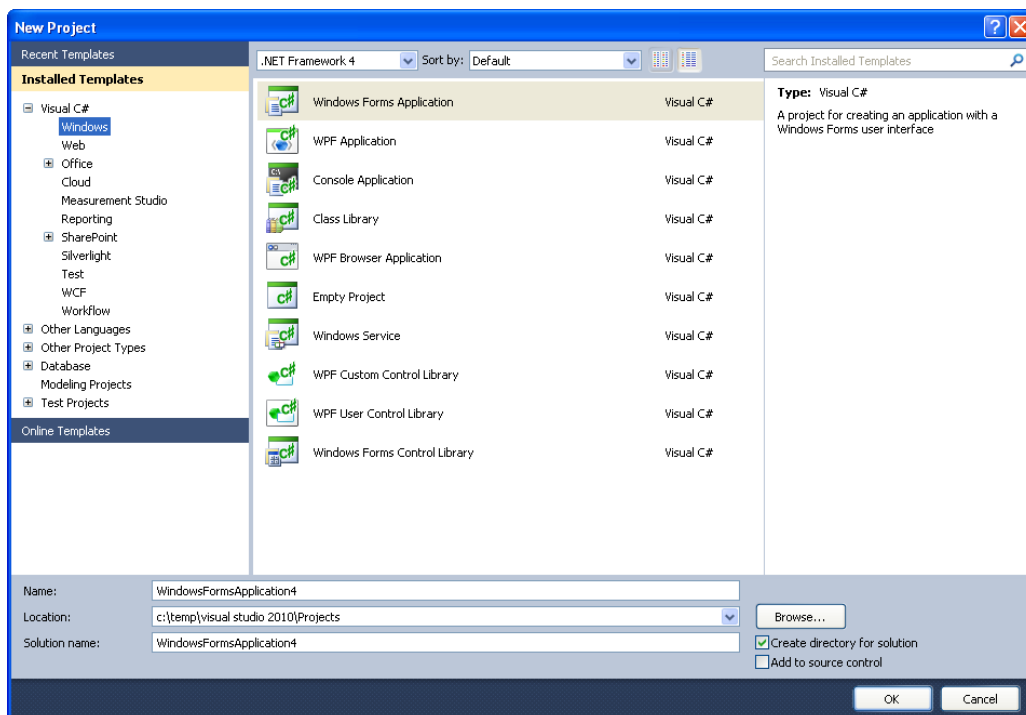 New Project
Recent Templates
.NET Framework 4
Sort by:
Default
Search Installed Templates
Installed Templates
Visual C#
Windows
Web
Office
Cloud
Measurement Studio
Reporting
SharePoint
Silverlight
Test
WCF
Workflow
Other Languages
Other Project Types
Database
Modeling Projects
Test Projects
Online Templates
Windows Forms Application Visual C#
WPF Application Visual C#
Console Application Visual C#
Class Library Visual C#
WPF Browser Application Visual C#
Empty Project Visual C#
Windows Service Visual C#
WPF Custom Control Library Visual C#
WPF User Control Library Visual C#
Windows Forms Control Library Visual C#
Type: Visual C#
A project for creating an application with a
Windows Forms user interface
Name: WindowsFormsApplication4
Location: c:\temp\visual studio 2010\Projects
Browse...
Solution name: WindowsFormsApplication4
Create directory for solution
Add to source control
OK
Cancel